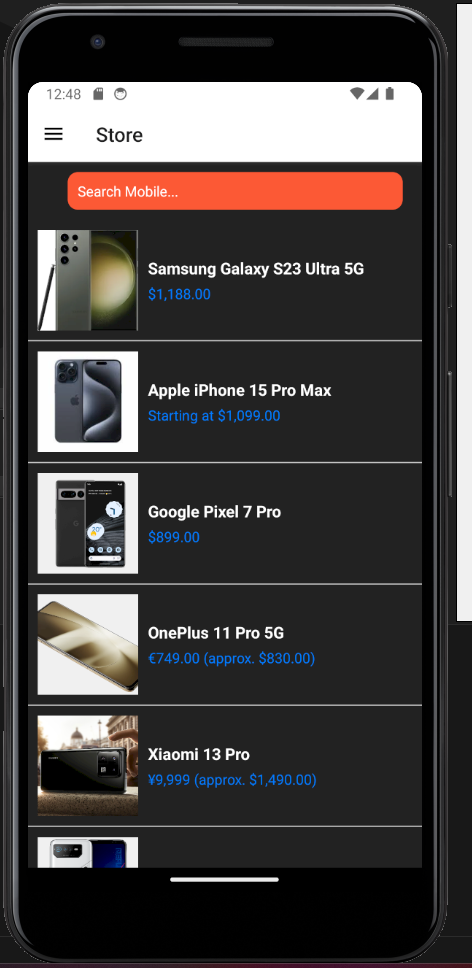 12:48
Store
Search Mobile...
Samsung Galaxy S23 Ultra 5G
$1,188.00
Apple iPhone 15 Pro Max
Starting at $1,099.00
Google Pixel 7 Pro
$899.00
OnePlus 11 Pro 5G
€749.00 (approx. $830.00)
Xiaomi 13 Pro
¥9,999 (approx. $1,490.00)